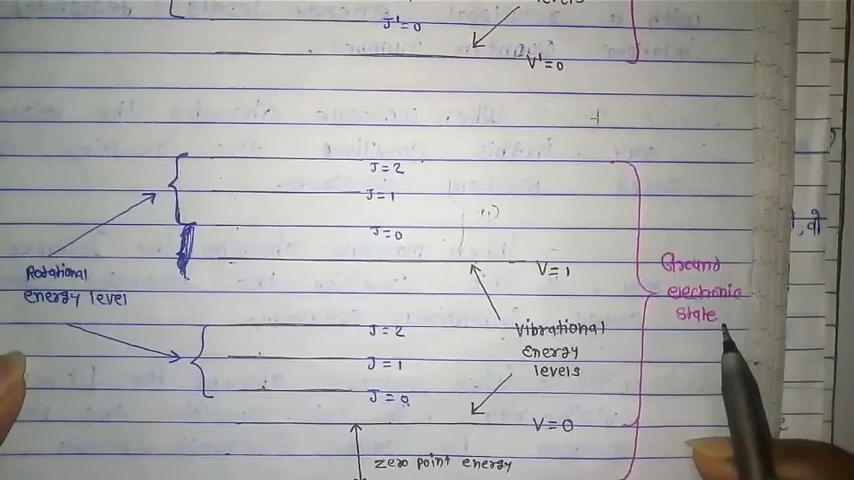 levels
J'=0
V'=0
J=2
J=1
J=0
V=1
Rotational
energy level
Ground
electronic
state
Vibrational
energy
levels
J=2
J=1
J=0
V=0
zero point energy